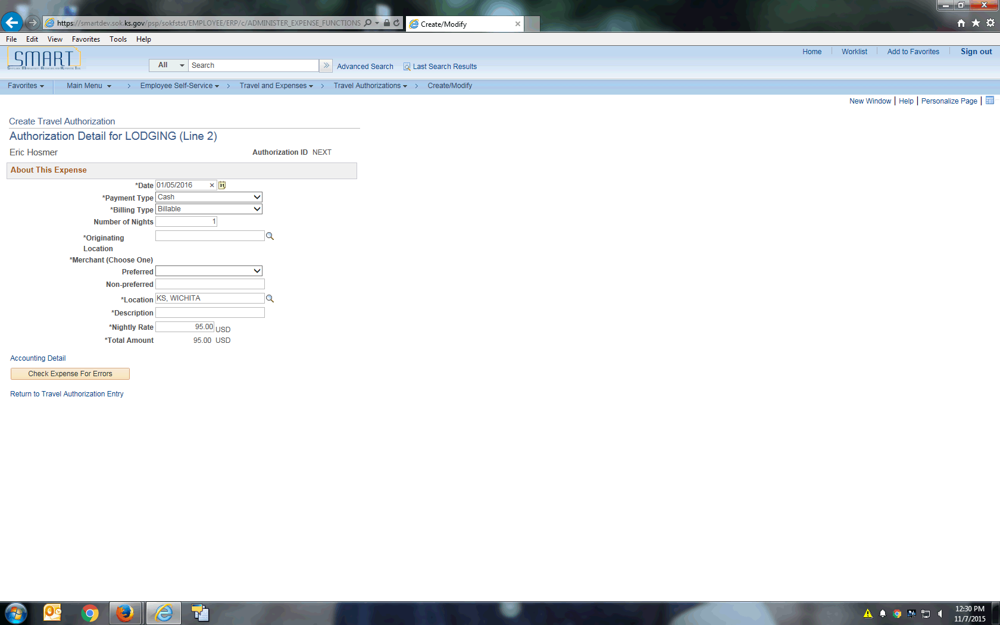 https://smartdev.sok.ks.gov/psp/sokfstst/EMPLOYEE/ERP/c/ADMINISTER_EXPENSE_FUNCTIONS
Create/Modify
File Edit View Favorites Tools Help
SMART
All Search Advanced Search Last Search Results
Home Worklist Add to Favorites Sign out
Favorites Main Menu > Employee Self-Service > Travel and Expenses > Travel Authorizations > Create/Modify
New Window | Help | Personalize Page |
Create Travel Authorization
Authorization Detail for LODGING (Line 2)
Eric Hosmer Authorization ID NEXT
About This Expense
*Date 01/05/2016
*Payment Type Cash
*Billing Type Billable
Number of Nights 1
*Originating
Location
*Merchant (Choose One)
Preferred
Non-preferred
*Location KS, WICHITA
*Description
*Nightly Rate 95.00 USD
*Total Amount 95.00 USD
Accounting Detail
Check Expense For Errors
Return to Travel Authorization Entry
12:30 PM
11/7/2015